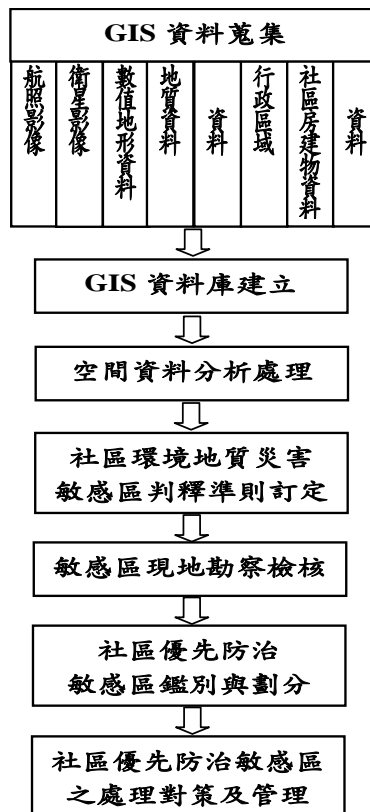 GIS 資料蒐集
航照影像
衛星影像
數值地形資料
地質資料
資料
行政區域
社區房建物資料
資料
GIS 資料庫建立
空間資料分析處理
社區環境地質災害
敏感區判釋準則訂定
敏感區現地勘察檢核
社區優先防治
敏感區鑑別與劃分
社區優先防治敏感區
之處理對策及管理